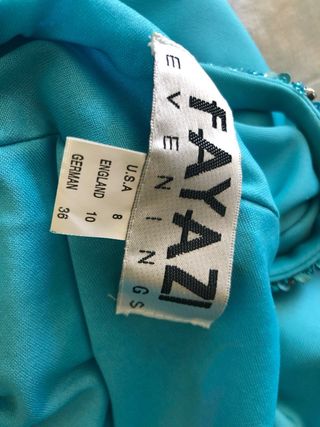 FAYAZI
EVENINGS
U.S.A 8
ENGLAND 10
GERMAN 36